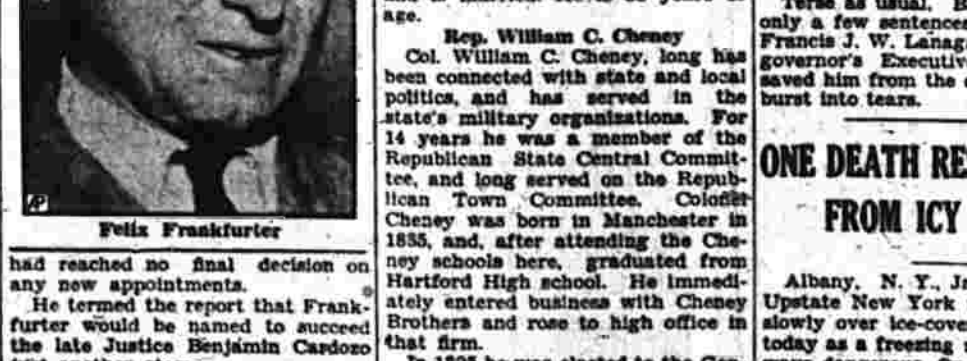 AP
Felix Frankfurter
had reached no final decision on
any new appointments.
He termed the report that Frank-
furter would be named to succeed
the late Justice Benjamin Cardozo
age.
Rep. William C. Cheney
Col. William C. Cheney, long has
been connected with state and local
politics, and has served in the
state's military organizations. For
14 years he was a member of the
Republican State Central Commit-
tee, and long served on the Repub-
lican Town Committee. Colonel
Cheney was born in Manchester in
1855, and, after attending the Che-
ney schools here, graduated from
Hartford High school. He immedi-
ately entered business with Cheney
Brothers and rose to high office in
that firm.
Terse as usual,
only a few sentences
Francis J. W. Lanag
governor's Executiv
saved him from the
burst into tears.
ONE DEATH RE
FROM ICY
Albany, N. Y.,
Upstate New York
slowly over ice-cove
today as a freezing